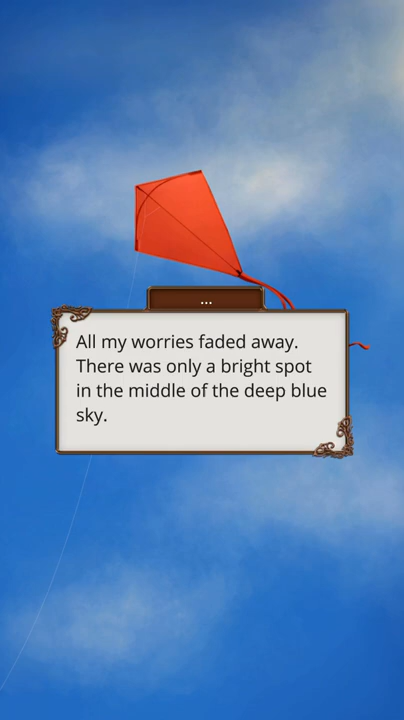 ...
All my worries faded away.
There was only a bright spot
in the middle of the deep blue
sky.